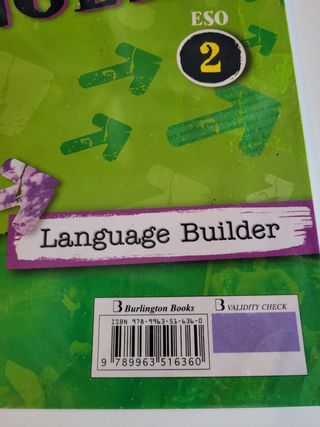 ESO
2
Language Builder
B Burlington Books
B VALIDITY CHECK
ISBN 978-9963-51-636-0
9 789963 516360